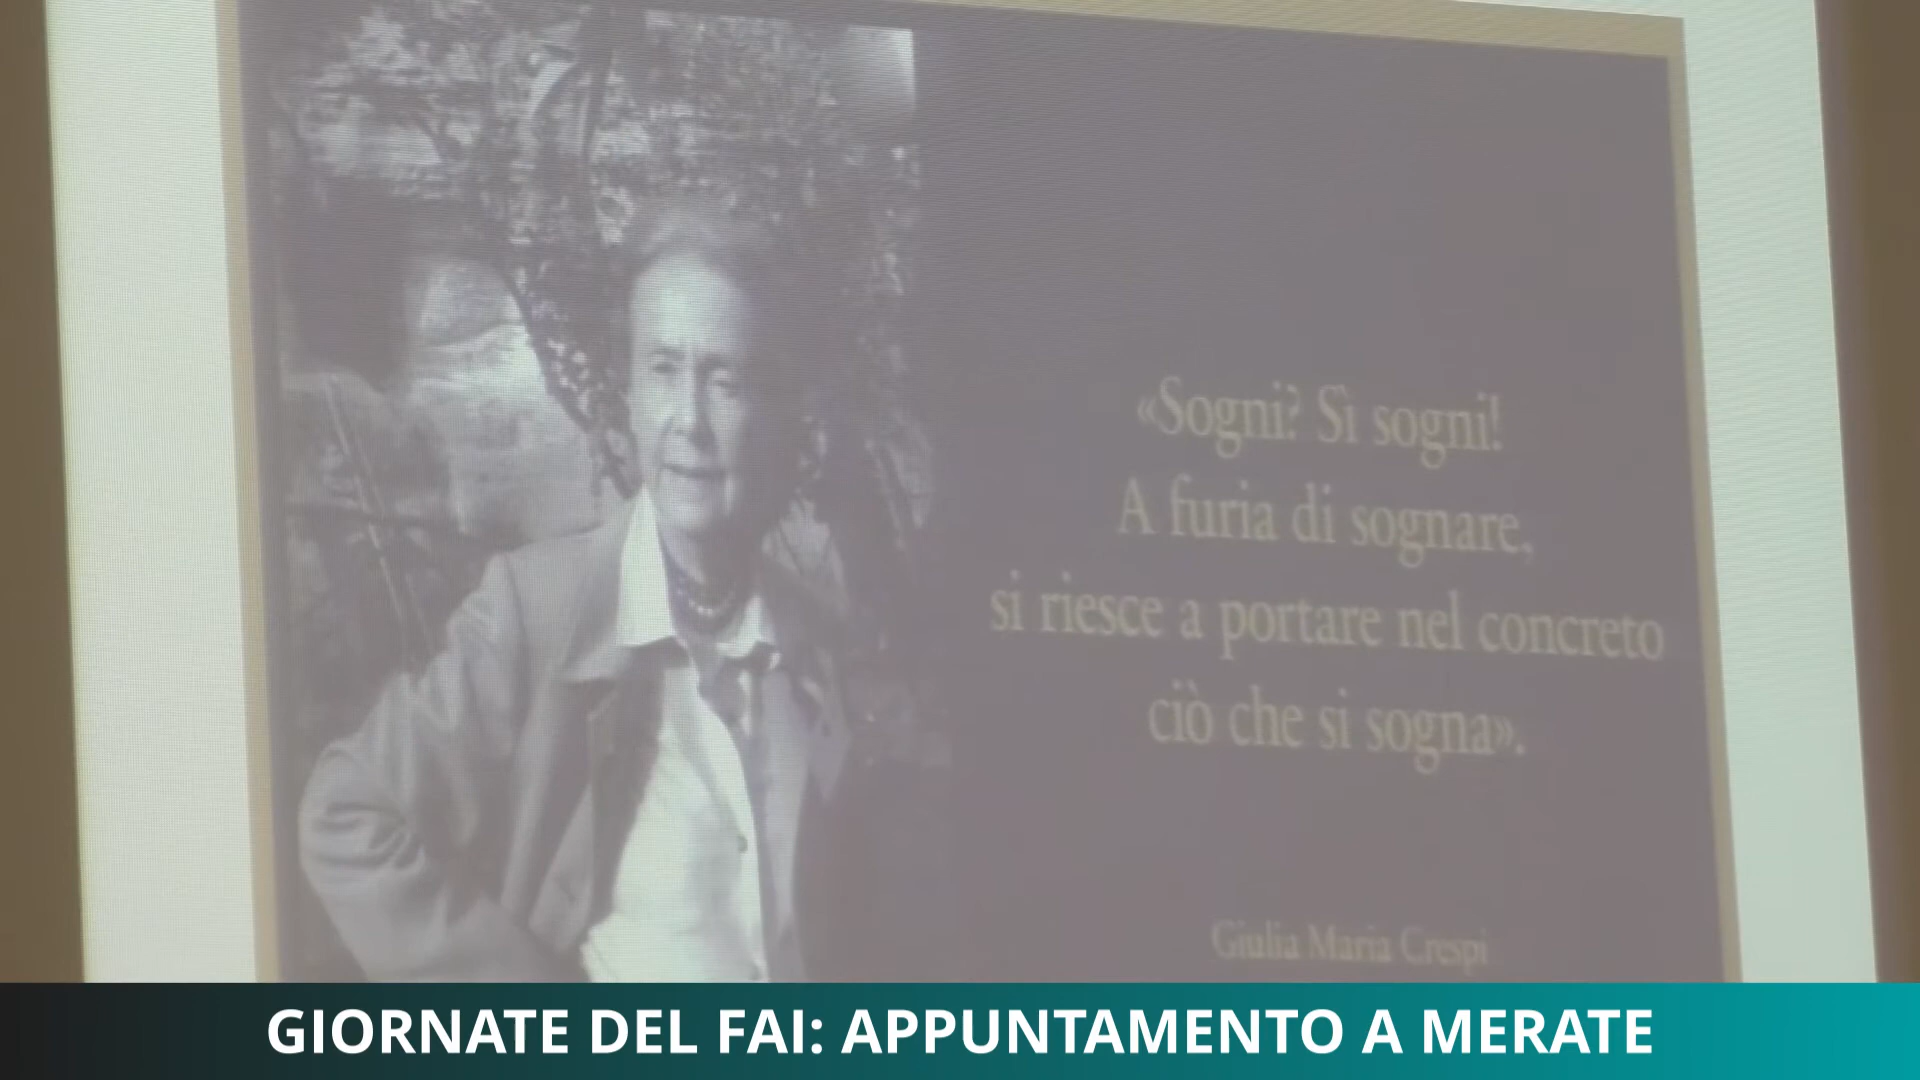 «Sogni? Sì sogni!
A furia di sognare,
si riesce a portare nel concreto
ciò che si sogna».
Giulia Maria Crespi
GIORNATE DEL FAI: APPUNTAMENTO A MERATE